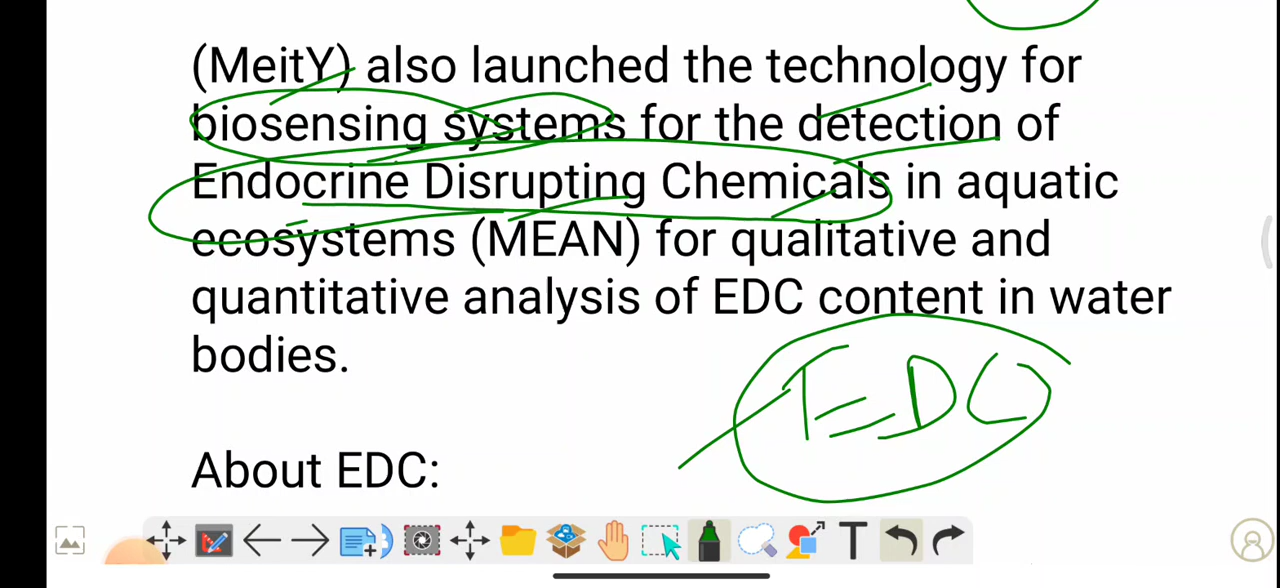 (MeitY) also launched the technology for
biosensing systems for the detection of
Endocrine Disrupting Chemicals in aquatic
ecosystems (MEAN) for qualitative and
quantitative analysis of EDC content in water
bodies.
EDC
About EDC:
T